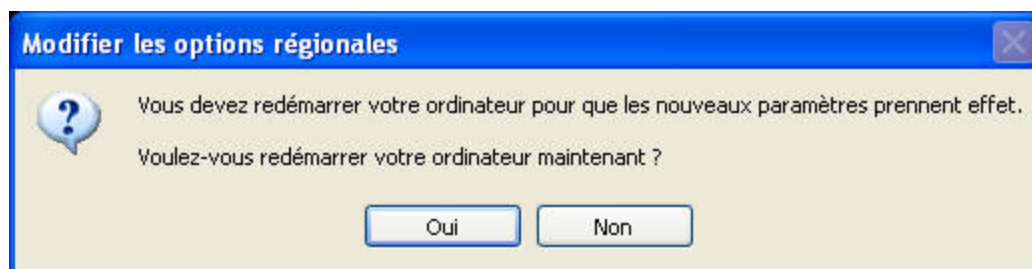 Modifier les options régionales
Vous devez redémarrer votre ordinateur pour que les nouveaux paramètres prennent effet.
Voulez-vous redémarrer votre ordinateur maintenant ?
Oui
Non